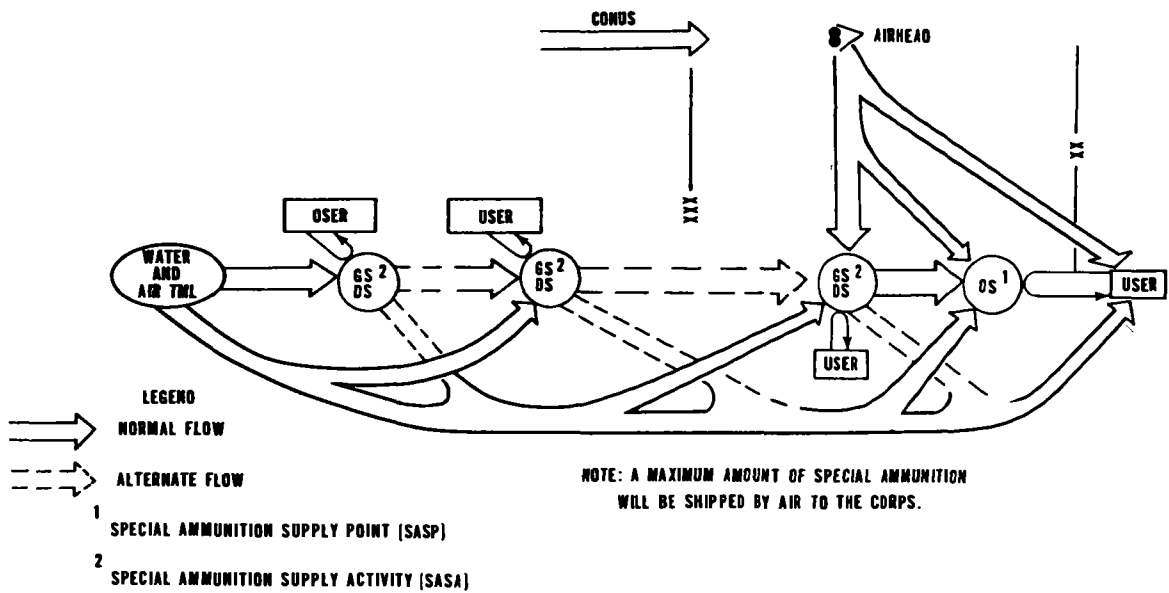 CONUS
AIRHEAD
XXX
XX
OSER
USER
WATER
AND
AIR TML
GS 2
DS
GS 2
DS
GS 2
DS
OS 1
USER
USER
LEGEND
NORMAL FLOW
ALTERNATE FLOW
NOTE: A MAXIMUM AMOUNT OF SPECIAL AMMUNITION
WILL BE SHIPPED BY AIR TO THE CORPS.
1 SPECIAL AMMUNITION SUPPLY POINT (SASP)
2 SPECIAL AMMUNITION SUPPLY ACTIVITY (SASA)